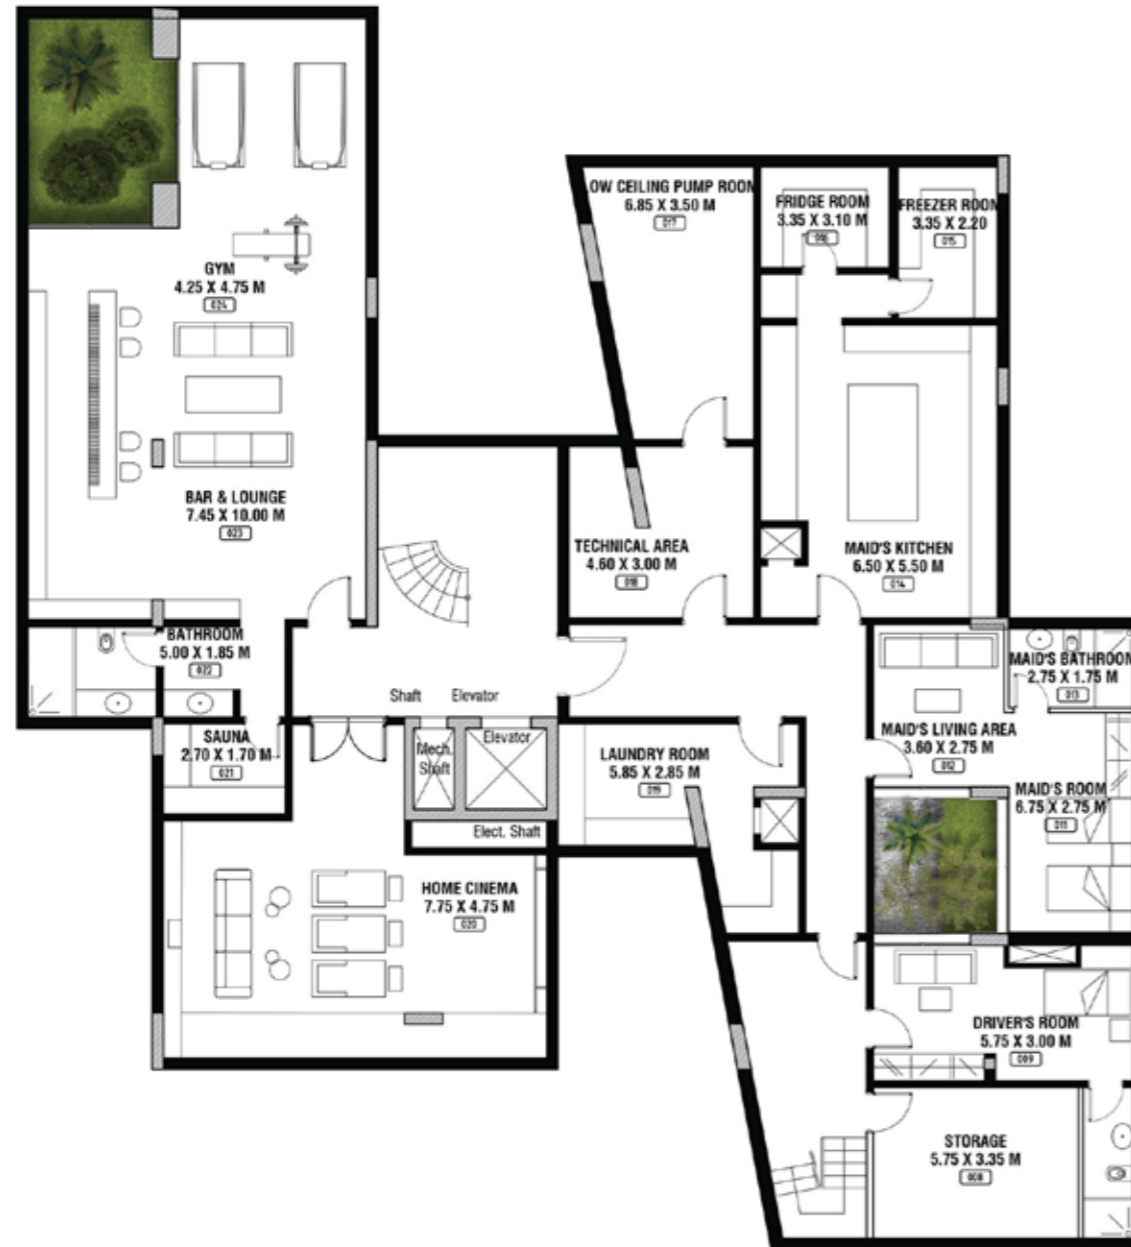 OW CEILING PUMP ROOM
6.85 X 3.50 M
017
FRIDGE ROOM
3.35 X 3.10 M
016
FREEZER ROOM
3.35 X 2.20
015
GYM
4.25 X 4.75 M
024
BAR & LOUNGE
7.45 X 10.00 M
023
TECHNICAL AREA
4.60 X 3.00 M
018
MAID'S KITCHEN
6.50 X 5.50 M
014
BATHROOM
5.00 X 1.85 M
022
MAID'S BATHROOM
2.75 X 1.75 M
013
Shaft
Elevator
SAUNA
2.70 X 1.70 M
021
Mech.
Shaft
Elevator
LAUNDRY ROOM
5.85 X 2.85 M
019
MAID'S LIVING AREA
3.60 X 2.75 M
012
MAID'S ROOM
6.75 X 2.75 M
011
Elect. Shaft
HOME CINEMA
7.75 X 4.75 M
020
DRIVER'S ROOM
5.75 X 3.00 M
009
STORAGE
5.75 X 3.35 M
008